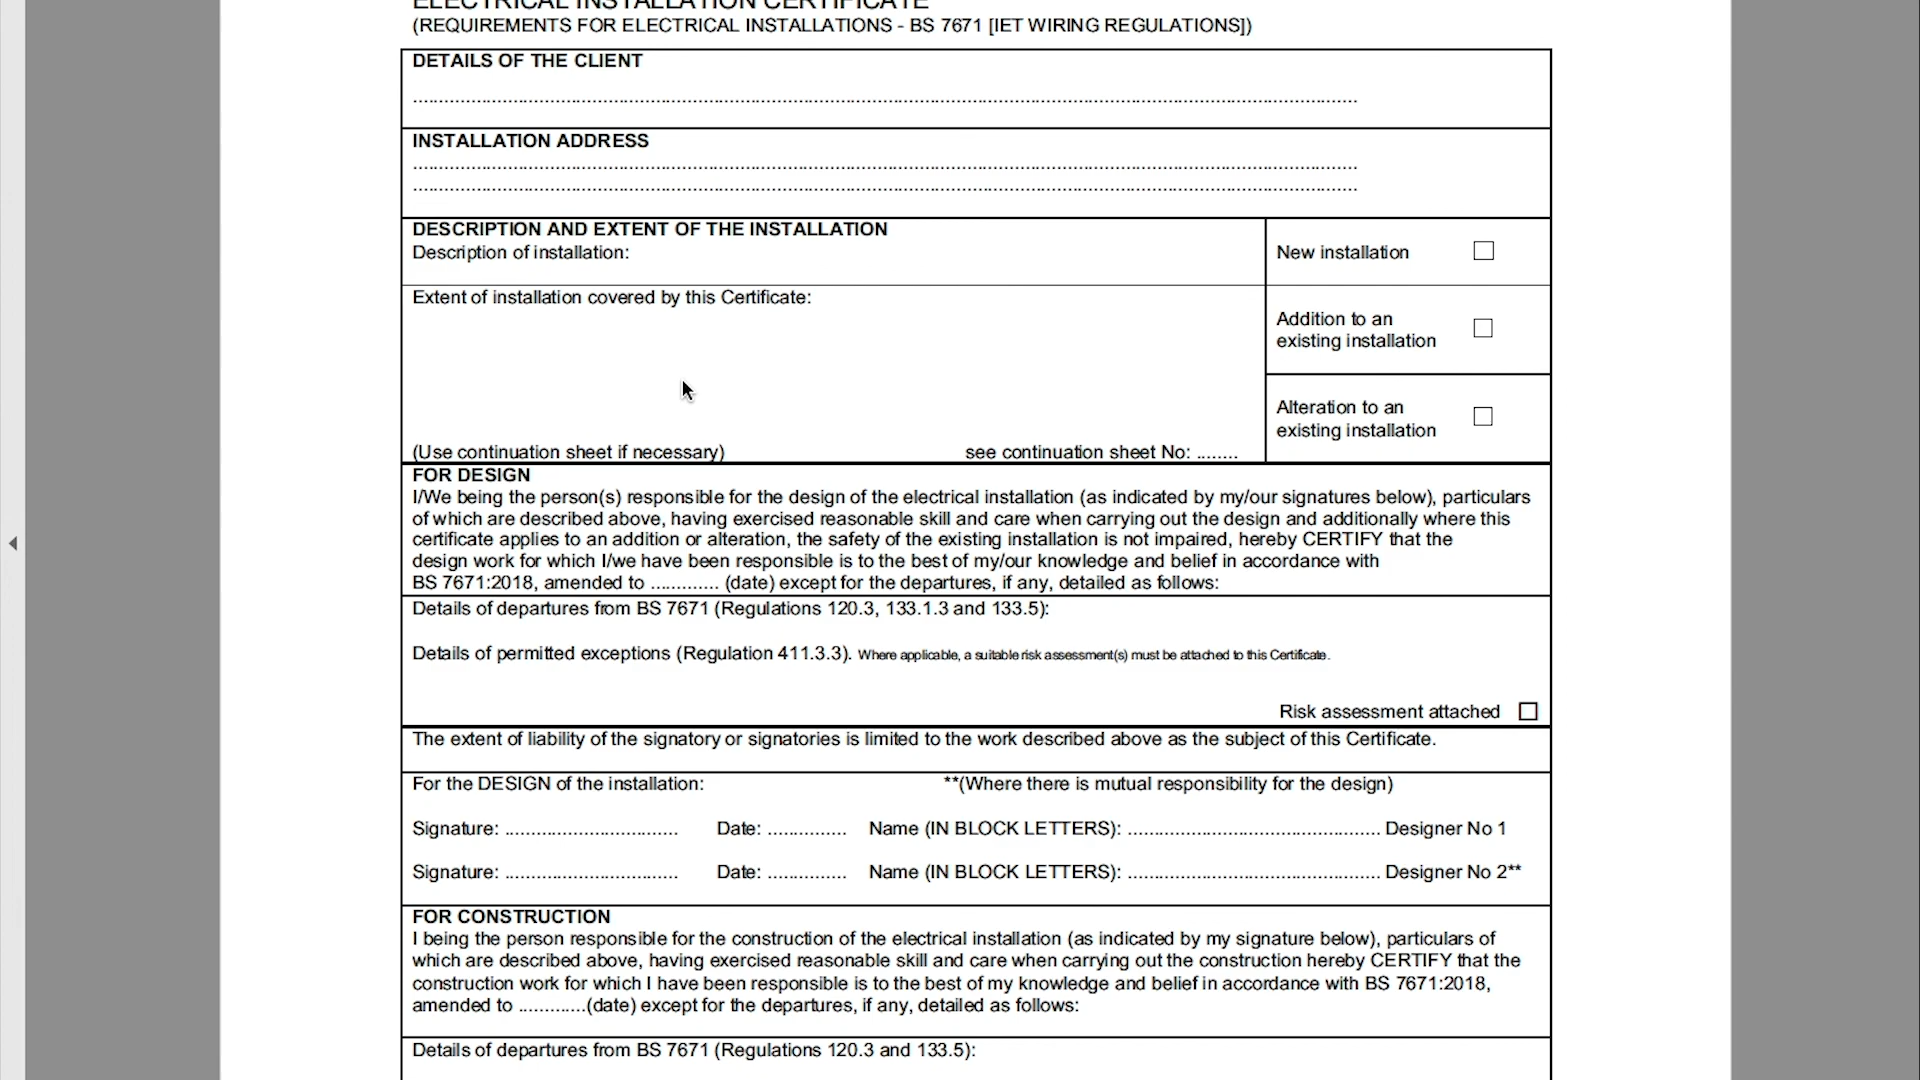 ELECTRICAL INSTALLATION CERTIFICATE
(REQUIREMENTS FOR ELECTRICAL INSTALLATIONS - BS 7671 [IET WIRING REGULATIONS])
DETAILS OF THE CLIENT
INSTALLATION ADDRESS
DESCRIPTION AND EXTENT OF THE INSTALLATION
Description of installation:
New installation
Extent of installation covered by this Certificate:
Addition to an
existing installation
Alteration to an
existing installation
(Use continuation sheet if necessary) see continuation sheet No: ........
FOR DESIGN
I/We being the person(s) responsible for the design of the electrical installation (as indicated by my/our signatures below), particulars
of which are described above, having exercised reasonable skill and care when carrying out the design and additionally where this
certificate applies to an addition or alteration, the safety of the existing installation is not impaired, hereby CERTIFY that the
design work for which I/we have been responsible is to the best of my/our knowledge and belief in accordance with
BS 7671:2018, amended to ............. (date) except for the departures, if any, detailed as follows:
Details of departures from BS 7671 (Regulations 120.3, 133.1.3 and 133.5):
Details of permitted exceptions (Regulation 411.3.3). Where applicable, a suitable risk assessment(s) must be attached to this Certificate.
Risk assessment attached
The extent of liability of the signatory or signatories is limited to the work described above as the subject of this Certificate.
For the DESIGN of the installation: **(Where there is mutual responsibility for the design)
Signature: ................................. Date: ............... Name (IN BLOCK LETTERS): ................................................ Designer No 1
Signature: ................................. Date: ............... Name (IN BLOCK LETTERS): ................................................ Designer No 2**
FOR CONSTRUCTION
I being the person responsible for the construction of the electrical installation (as indicated by my signature below), particulars of
which are described above, having exercised reasonable skill and care when carrying out the construction hereby CERTIFY that the
construction work for which I have been responsible is to the best of my knowledge and belief in accordance with BS 7671:2018,
amended to .............(date) except for the departures, if any, detailed as follows:
Details of departures from BS 7671 (Regulations 120.3 and 133.5):